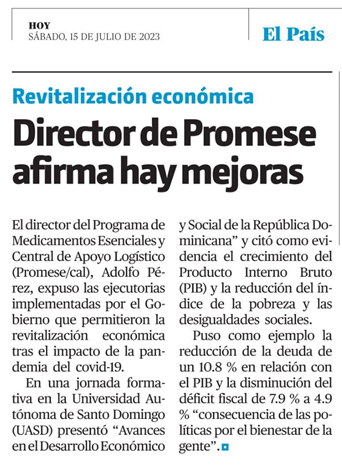 HOY
SÁBADO, 15 DE JULIO DE 2023
El País
Revitalización económica
Director de Promese
afirma hay mejoras
El director del Programa de
Medicamentos Esenciales y
Central de Apoyo Logístico
(Promese/cal), Adolfo Pé-
rez, expuso las ejecutorias
implementadas por el Go-
bierno que permitieron la
revitalización económica
tras el impacto de la pan-
demia del covid-19.
En una jornada forma-
tiva en la Universidad Au-
tónoma de Santo Domingo
(UASD) presentó “Avances
en el Desarrollo Económico
y Social de la República Do-
minicana” y citó como evi-
dencia el crecimiento del
Producto Interno Bruto
(PIB) y la reducción del ín-
dice de la pobreza y las
desigualdades sociales.
Puso como ejemplo la
reducción de la deuda de
un 10.8 % en relación con
el PIB y la disminución del
déficit fiscal de 7.9 % a 4.9
% “consecuencia de las po-
líticas por el bienestar de la
gente”.